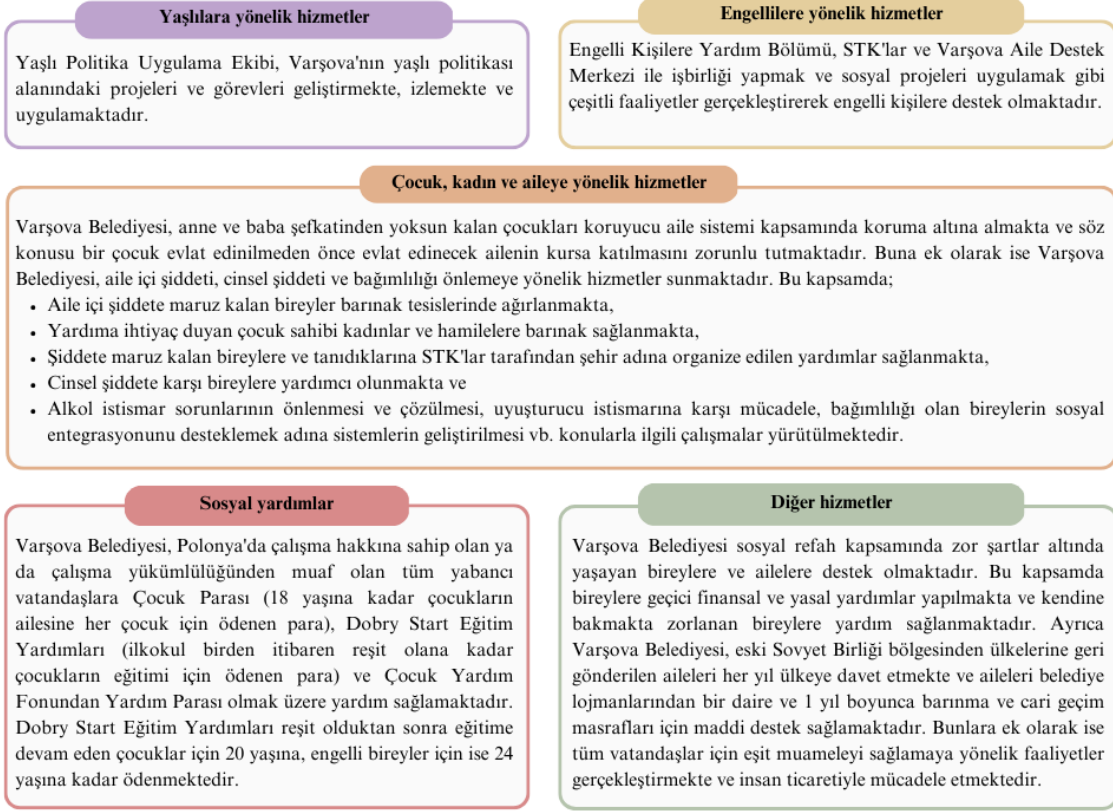 Yaşlılara yönelik hizmetler
Yaşlı Politika Uygulama Ekibi, Varşova'nın yaşlı politikası
alanındaki projeleri ve görevleri geliştirmekte, izlemekte ve
uygulamaktadır.
Engellilere yönelik hizmetler
Engelli Kişilere Yardım Bölümü, STK'lar ve Varşova Aile Destek
Merkezi ile işbirliği yapmak ve sosyal projeleri uygulamak gibi
çeşitli faaliyetler gerçekleştirerek engelli kişilere destek olmaktadır.
Çocuk, kadın ve aileye yönelik hizmetler
Varşova Belediyesi, anne ve baba şefkatinden yoksun kalan çocukları koruyucu aile sistemi kapsamında koruma altına almakta ve söz
konusu bir çocuk evlat edinilmeden önce evlat edinecek ailenin kursa katılmasını zorunlu tutmaktadır. Buna ek olarak ise Varşova
Belediyesi, aile içi şiddeti, cinsel şiddeti ve bağımlılığı önlemeye yönelik hizmetler sunmaktadır. Bu kapsamda;
• Aile içi şiddete maruz kalan bireyler barınak tesislerinde ağırlanmakta,
• Yardıma ihtiyaç duyan çocuk sahibi kadınlar ve hamilelere barınak sağlanmakta,
• Şiddete maruz kalan bireylere ve tanıdıklarına STK'lar tarafından şehir adına organize edilen yardımlar sağlanmakta,
• Cinsel şiddete karşı bireylere yardımcı olunmakta ve
• Alkol istismar sorunlarının önlenmesi ve çözülmesi, uyuşturucu istismarına karşı mücadele, bağımlılığı olan bireylerin sosyal
entegrasyonunu desteklemek adına sistemlerin geliştirilmesi vb. konularla ilgili çalışmalar yürütülmektedir.
Sosyal yardımlar
Varşova Belediyesi, Polonya'da çalışma hakkına sahip olan ya
da çalışma yükümlülüğünden muaf olan tüm yabancı
vatandaşlara Çocuk Parası (18 yaşına kadar çocukların
ailesine her çocuk için ödenen para), Dobry Start Eğitim
Yardımları (ilkokul birden itibaren reşit olana kadar
çocukların eğitimi için ödenen para) ve Çocuk Yardım
Fonundan Yardım Parası olmak üzere yardım sağlamaktadır.
Dobry Start Eğitim Yardımları reşit olduktan sonra eğitime
devam eden çocuklar için 20 yaşına, engelli bireyler için ise 24
yaşına kadar ödenmektedir.
Diğer hizmetler
Varşova Belediyesi sosyal refah kapsamında zor şartlar altında
yaşayan bireylere ve ailelere destek olmaktadır. Bu kapsamda
bireylere geçici finansal ve yasal yardımlar yapılmakta ve kendine
bakmakta zorlanan bireylere yardım sağlanmaktadır. Ayrıca
Varşova Belediyesi, eski Sovyet Birliği bölgesinden ülkelerine geri
gönderilen aileleri her yıl ülkeye davet etmekte ve aileleri belediye
lojmanlarından bir daire ve 1 yıl boyunca barınma ve cari geçim
masrafları için maddi destek sağlamaktadır. Bunlara ek olarak ise
tüm vatandaşlar için eşit muameleyi sağlamaya yönelik faaliyetler
gerçekleştirmekte ve insan ticaretiyle mücadele etmektedir.